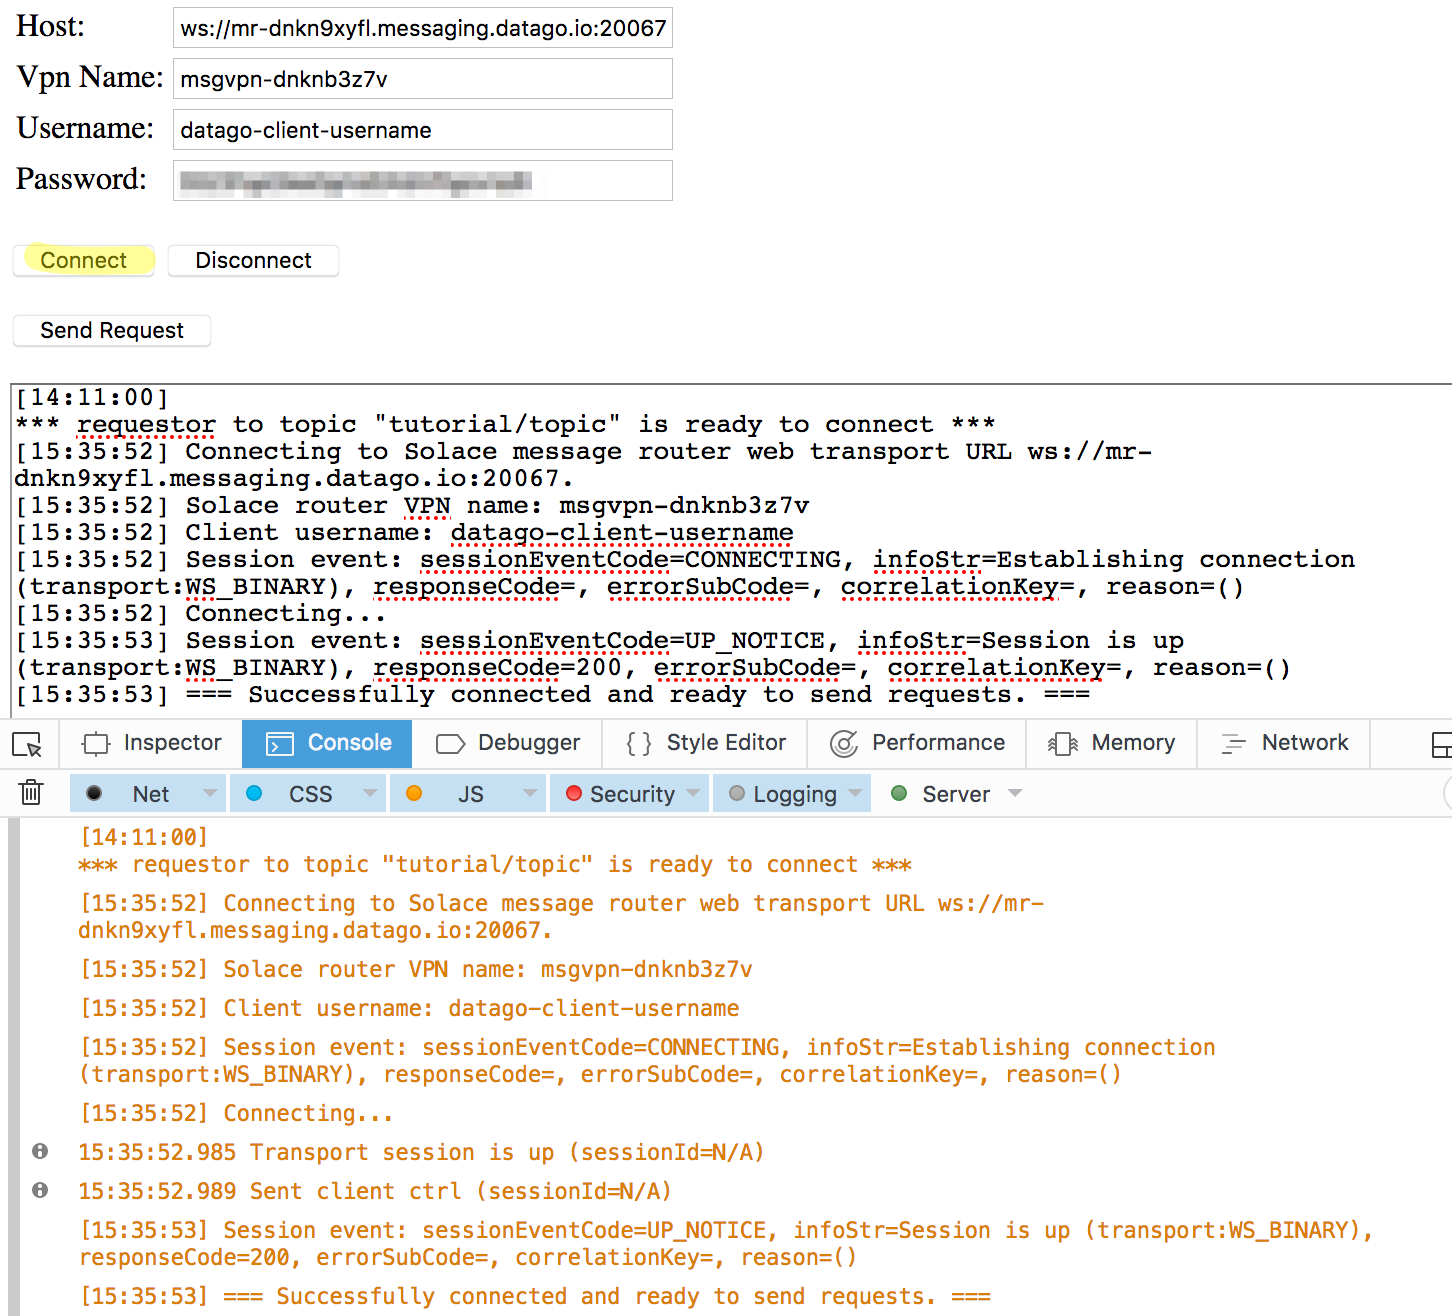 Host: ws://mr-dnkn9xyfl.messaging.datago.io:20067
Vpn Name: msgvpn-dnknb3z7v
Username: datago-client-username
Password:
Connect Disconnect
Send Request
[14:11:00]
*** requestor to topic "tutorial/topic" is ready to connect ***
[15:35:52] Connecting to Solace message router web transport URL ws://mr-
dnkn9xyfl.messaging.datago.io:20067.
[15:35:52] Solace router VPN name: msgvpn-dnknb3z7v
[15:35:52] Client username: datago-client-username
[15:35:52] Session event: sessionEventCode=CONNECTING, infoStr=Establishing connection
(transport:WS_BINARY), responseCode=, errorSubCode=, correlationKey=, reason=()
[15:35:52] Connecting...
[15:35:53] Session event: sessionEventCode=UP_NOTICE, infoStr=Session is up
(transport:WS_BINARY), responseCode=200, errorSubCode=, correlationKey=, reason=()
[15:35:53] === Successfully connected and ready to send requests. ===
Inspector Console Debugger Style Editor Performance Memory Network
Net CSS JS Security Logging Server
[14:11:00]
*** requestor to topic "tutorial/topic" is ready to connect ***
[15:35:52] Connecting to Solace message router web transport URL ws://mr-
dnkn9xyfl.messaging.datago.io:20067.
[15:35:52] Solace router VPN name: msgvpn-dnknb3z7v
[15:35:52] Client username: datago-client-username
[15:35:52] Session event: sessionEventCode=CONNECTING, infoStr=Establishing connection
(transport:WS_BINARY), responseCode=, errorSubCode=, correlationKey=, reason=()
[15:35:52] Connecting...
15:35:52.985 Transport session is up (sessionId=N/A)
15:35:52.989 Sent client ctrl (sessionId=N/A)
[15:35:53] Session event: sessionEventCode=UP_NOTICE, infoStr=Session is up (transport:WS_BINARY),
responseCode=200, errorSubCode=, correlationKey=, reason=()
[15:35:53] === Successfully connected and ready to send requests. ===